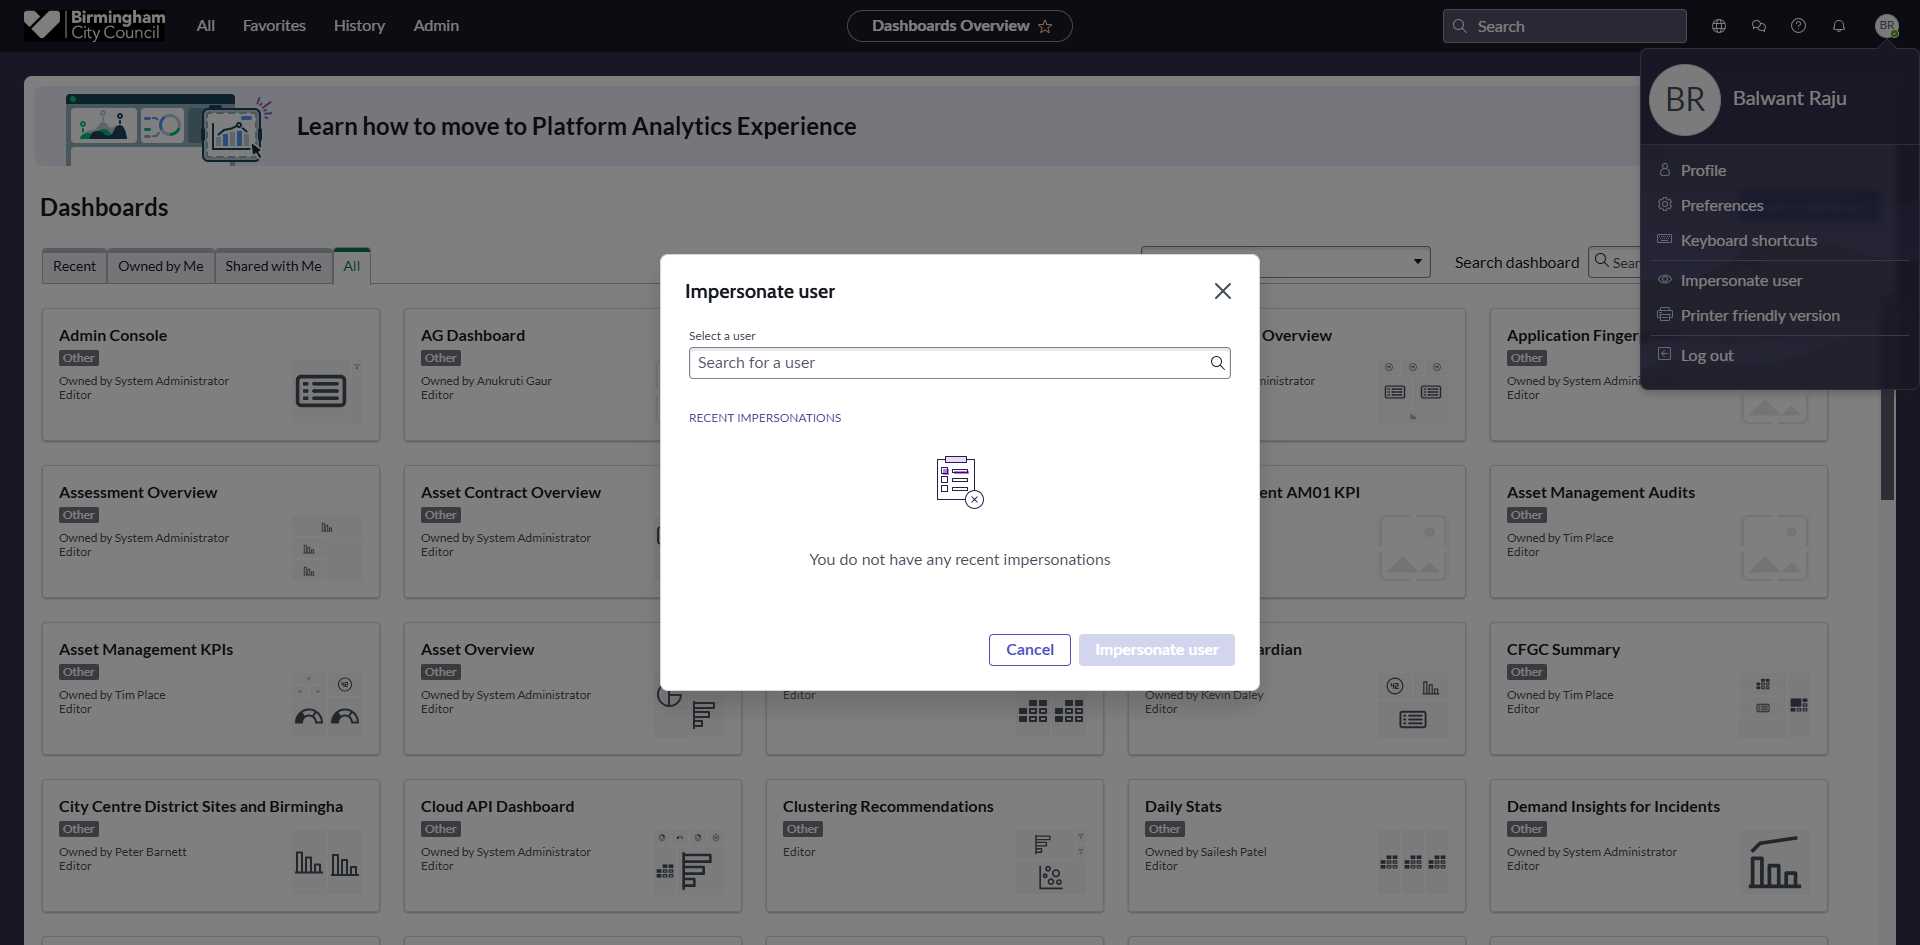 Birmingham
City Council
All
Favorites
History
Admin
Dashboards Overview
Search
BR
BR
Balwant Raju
Profile
Preferences
Keyboard shortcuts
Impersonate user
Printer friendly version
Log out
Learn how to move to Platform Analytics Experience
Dashboards
Recent
Owned by Me
Shared with Me
All
Search dashboard
Sear
Impersonate user
Select a user
Search for a user
RECENT IMPERSONATIONS
You do not have any recent impersonations
Cancel
Impersonate user
Admin Console
Other
Owned by System Administrator
Editor
AG Dashboard
Other
Owned by Anukruti Gaur
Editor
Overview
ninistrator
Application Finger
Other
Owned by System Admini
Editor
Assessment Overview
Other
Owned by System Administrator
Editor
Asset Contract Overview
Other
Owned by System Administrator
Editor
ent AM01 KPI
Asset Management Audits
Other
Owned by Tim Place
Editor
Asset Management KPIs
Other
Owned by Tim Place
Editor
42
Asset Overview
Other
Owned by System Administrator
Editor
Editor
ardian
Owned by Kevin Daley
Editor
42
CFGC Summary
Other
Owned by Tim Place
Editor
City Centre District Sites and Birmingha
Other
Owned by Peter Barnett
Editor
Cloud API Dashboard
Other
Owned by System Administrator
Editor
Clustering Recommendations
Other
Editor
Daily Stats
Other
Owned by Sailesh Patel
Editor
Demand Insights for Incidents
Other
Owned by System Administrator
Editor